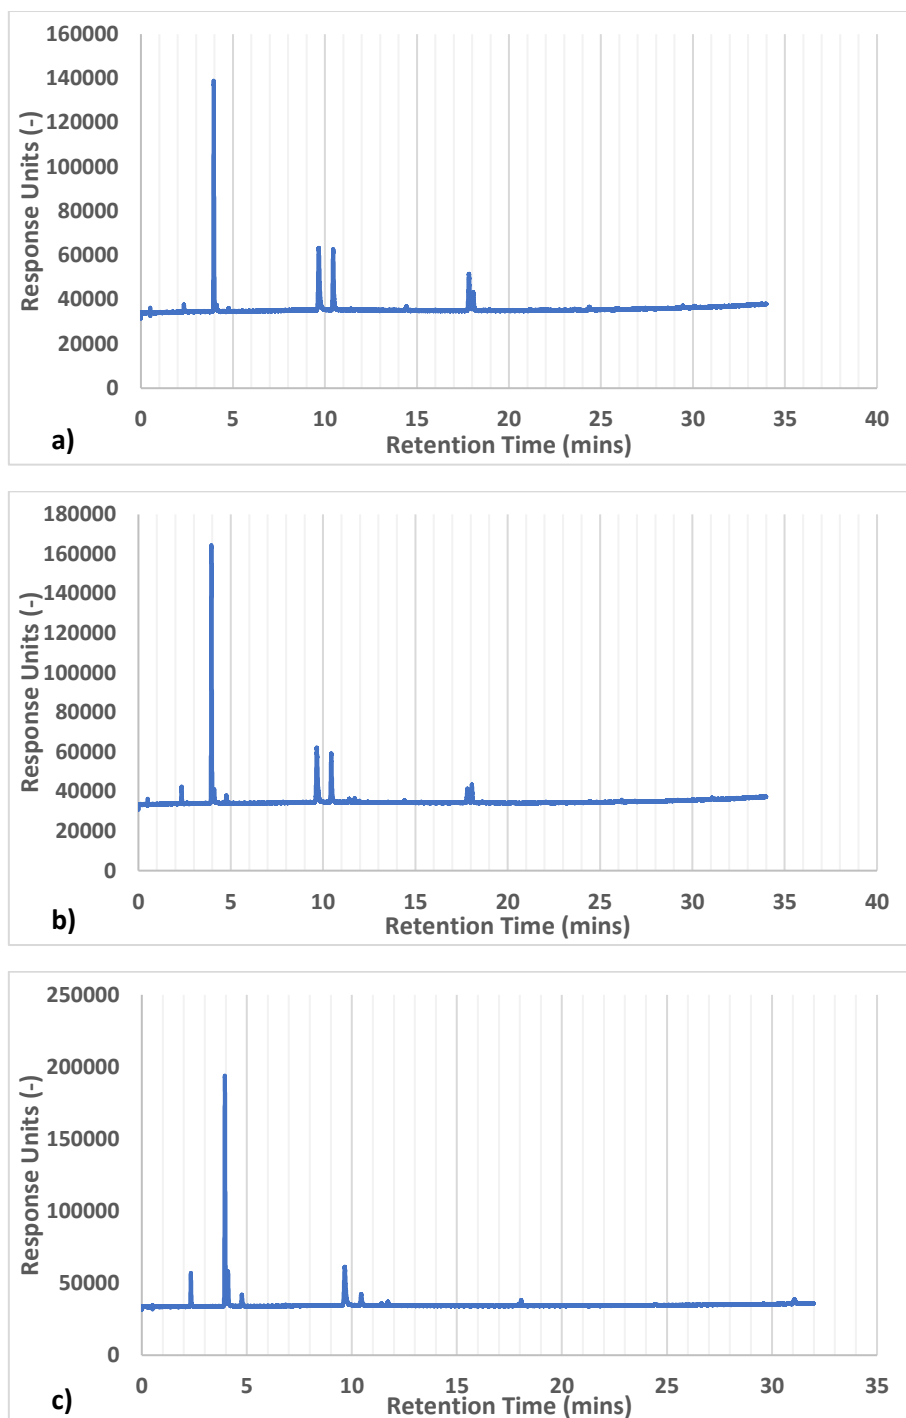 160000
140000
120000
100000
80000
60000
40000
20000
0
Response Units (-)
0 5 10 15 20 25 30 35 40
Retention Time (mins)
a)
180000
160000
140000
120000
100000
80000
60000
40000
20000
0
Response Units (-)
0 5 10 15 20 25 30 35 40
Retention Time (mins)
b)
250000
200000
150000
100000
50000
0
Response Units (-)
0 5 10 15 20 25 30 35
Retention Time (mins)
c)